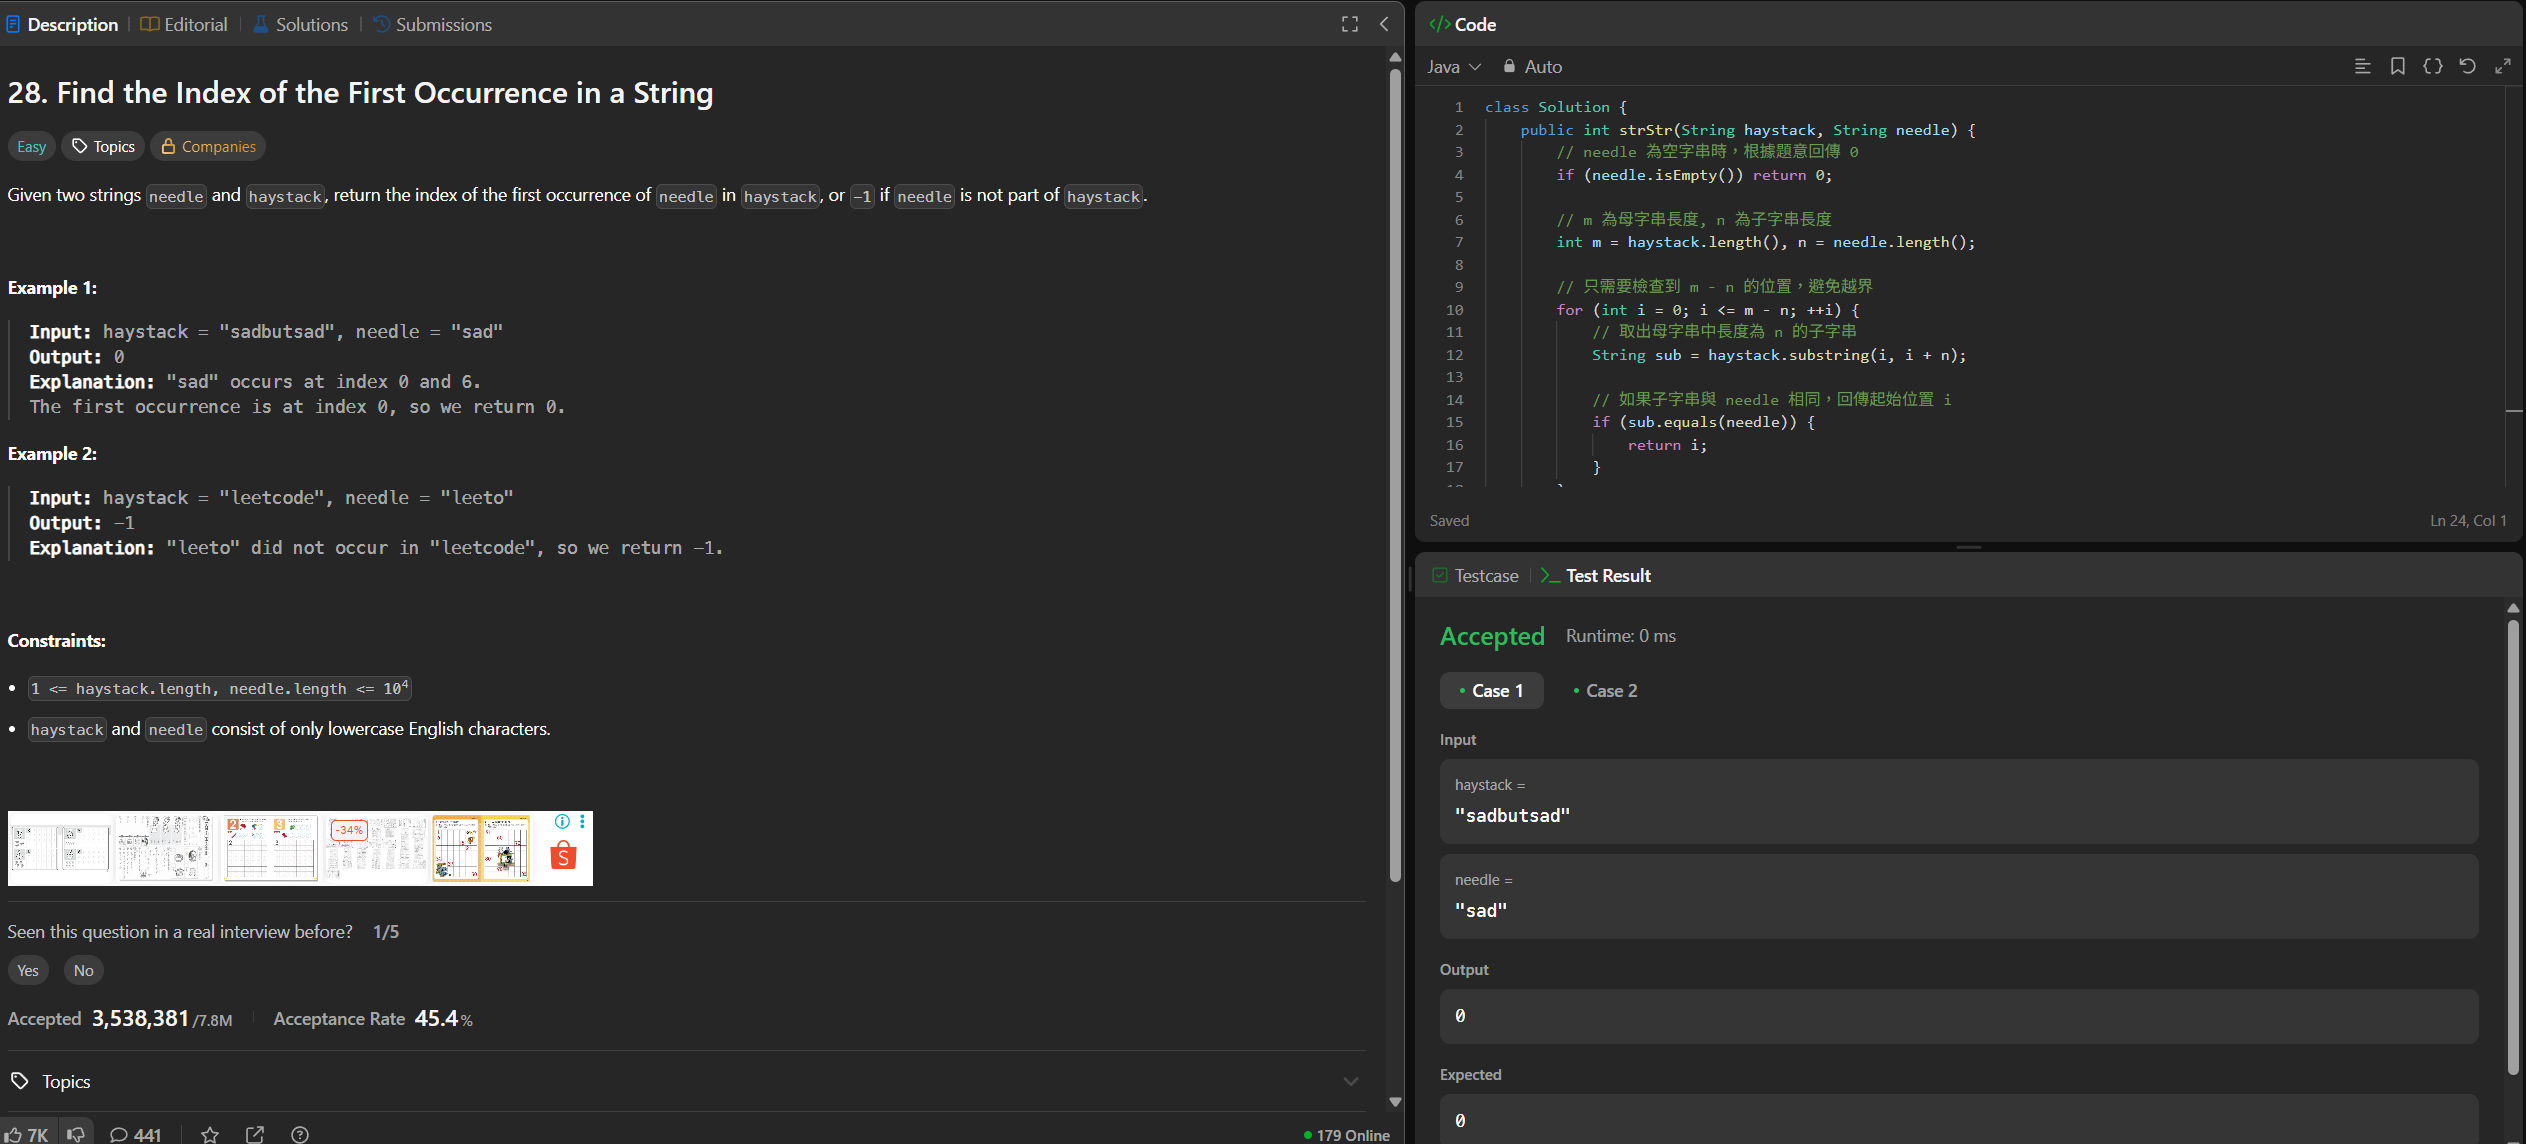 Description | Editorial | Solutions | Submissions
28. Find the Index of the First Occurrence in a String
Easy Topics Companies
Given two strings needle and haystack, return the index of the first occurrence of needle in haystack, or -1 if needle is not part of haystack.
Example 1:
Input: haystack = "sadbutsad", needle = "sad"
Output: 0
Explanation: "sad" occurs at index 0 and 6.
The first occurrence is at index 0, so we return 0.
Example 2:
Input: haystack = "leetcode", needle = "leeto"
Output: -1
Explanation: "leeto" did not occur in "leetcode", so we return -1.
Constraints:
• 1 <= haystack.length, needle.length <= 10⁴
• haystack and needle consist of only lowercase English characters.
-34%
Seen this question in a real interview before? 1/5
Yes No
Accepted 3,538,381/7.8M Acceptance Rate 45.4%
Topics
7K 441 179 Online
</> Code
Java Auto
1 class Solution {
2 public int strStr(String haystack, String needle) {
3 // needle 為空字串時，根據題意回傳 0
4 if (needle.isEmpty()) return 0;
5
6 // m 為母字串長度, n 為子字串長度
7 int m = haystack.length(), n = needle.length();
8
9 // 只需要檢查到 m - n 的位置，避免越界
10 for (int i = 0; i <= m - n; ++i) {
11 // 取出母字串中長度為 n 的子字串
12 String sub = haystack.substring(i, i + n);
13
14 // 如果子字串與 needle 相同，回傳起始位置 i
15 if (sub.equals(needle)) {
16 return i;
17 }
Saved Ln 24, Col 1
Testcase | Test Result
Accepted Runtime: 0 ms
• Case 1 • Case 2
Input
haystack =
"sadbutsad"
needle =
"sad"
Output
0
Expected
0